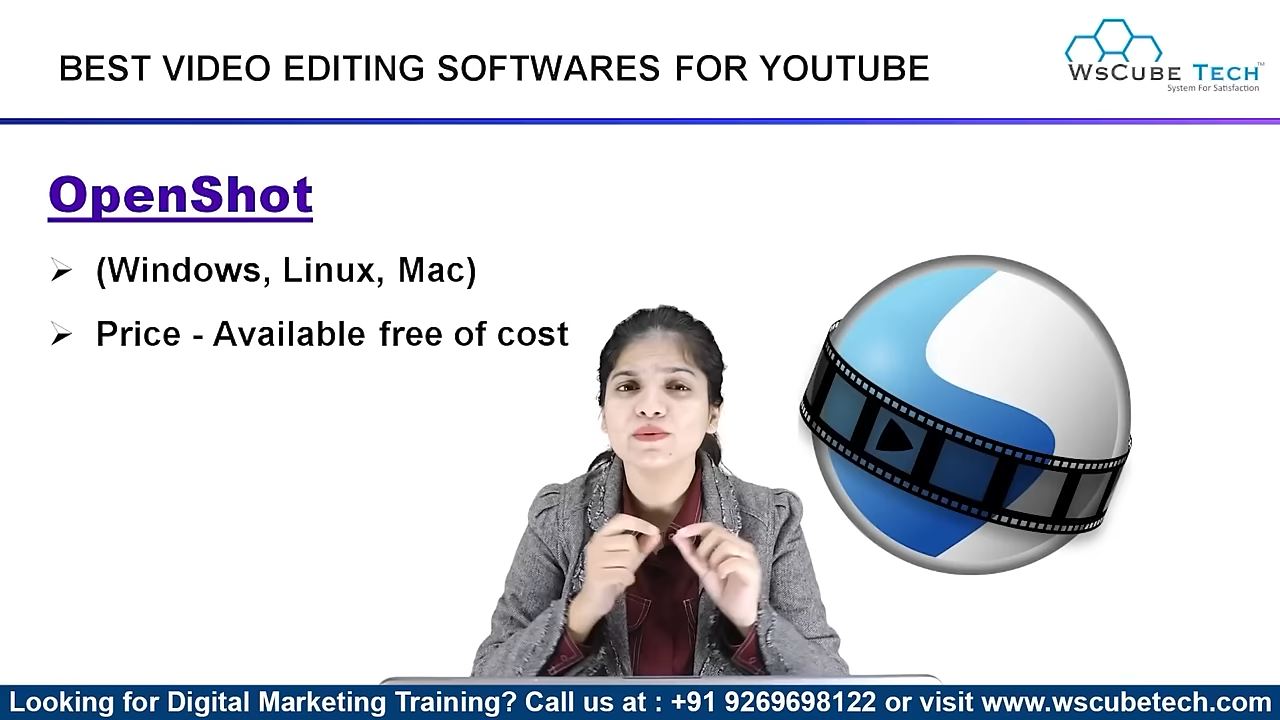 BEST VIDEO EDITING SOFTWARES FOR YOUTUBE
WsCube Tech™
System For Satisfaction
OpenShot
(Windows, Linux, Mac)
Price - Available free of cost
Looking for Digital Marketing Training? Call us at : +91 9269698122 or visit www.wscubetech.com